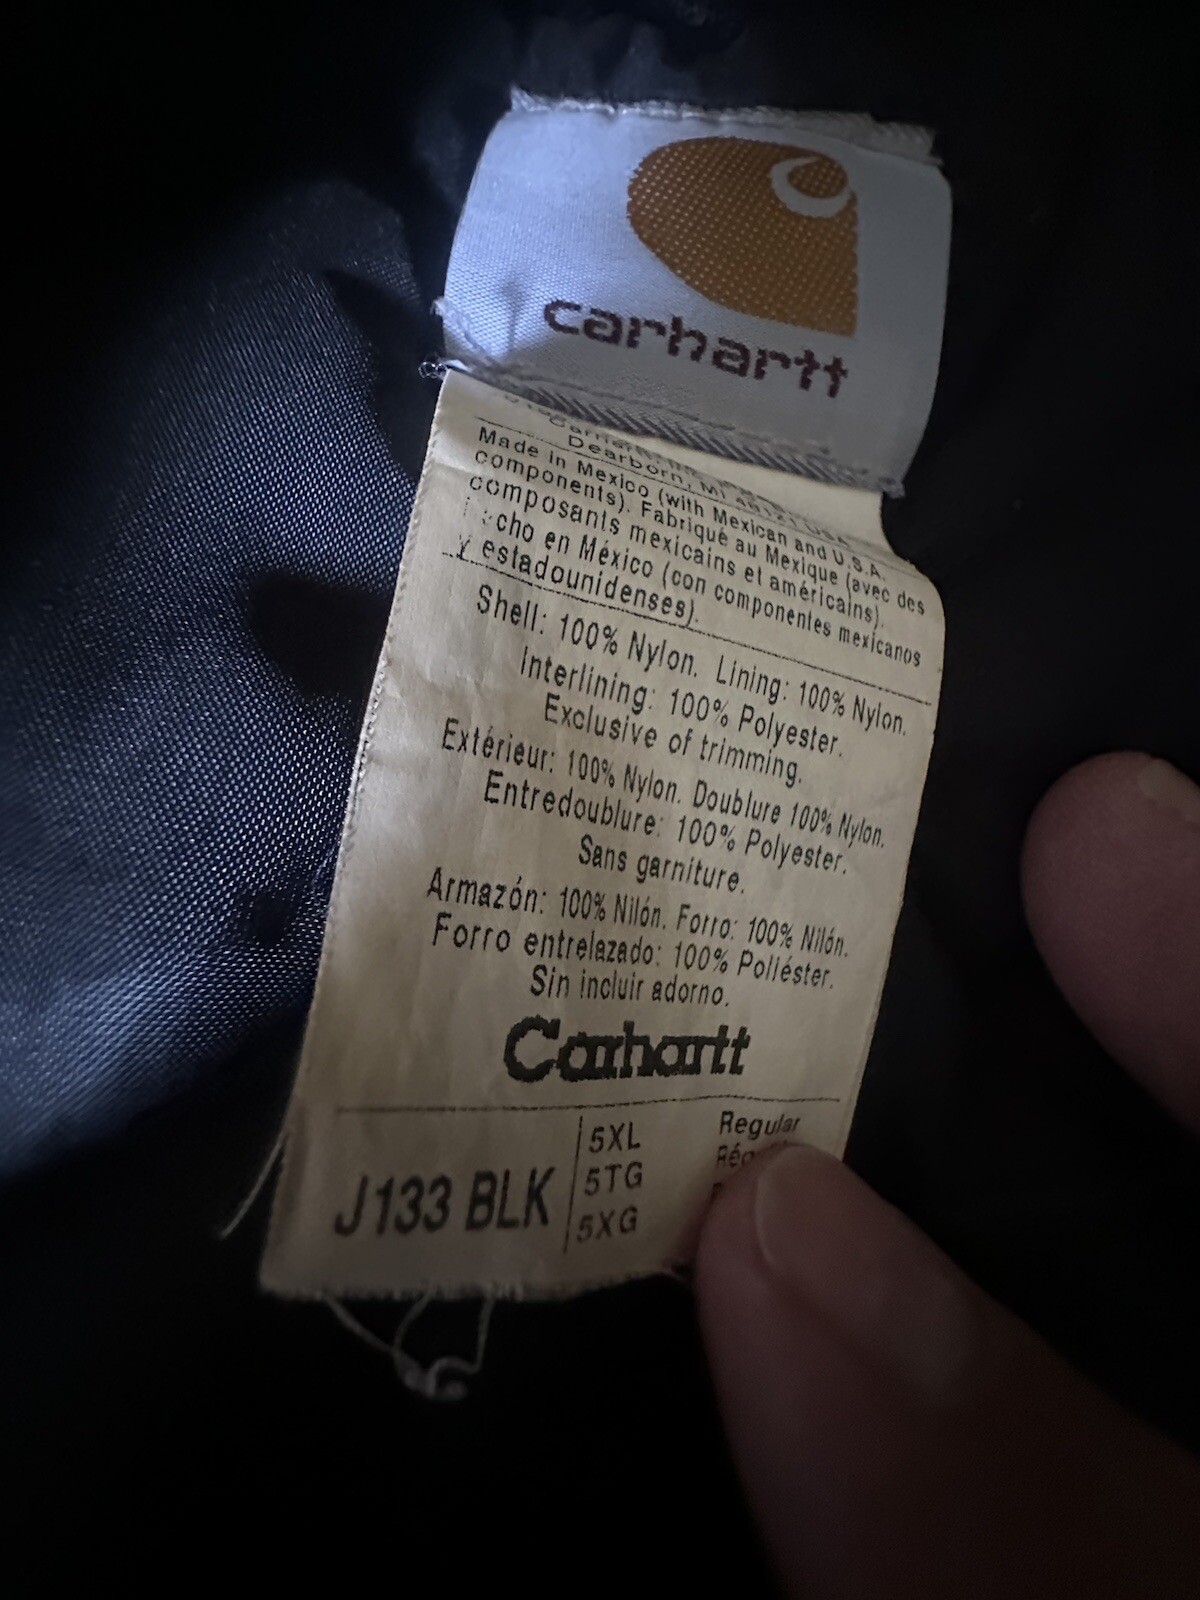 carhartt
Dearborn, MI 48121 USA
Made in Mexico (with Mexican and U.S.A.
components). Fabriqué au Mexique (avec des
composants mexicains et américains).
cho en México (con componentes mexicanos
y estadounidenses).
Shell: 100% Nylon. Lining: 100% Nylon.
Interlining: 100% Polyester.
Exclusive of trimming.
Extérieur: 100% Nylon. Doublure 100% Nylon.
Entredoublure: 100% Polyester.
Sans garniture.
Armazón: 100% Nilón. Forro: 100% Nilón.
Forro entrelazado: 100% Poliéster.
Sin incluir adorno.
Carhartt
J133 BLK
5XL Regular
5TG
5XG